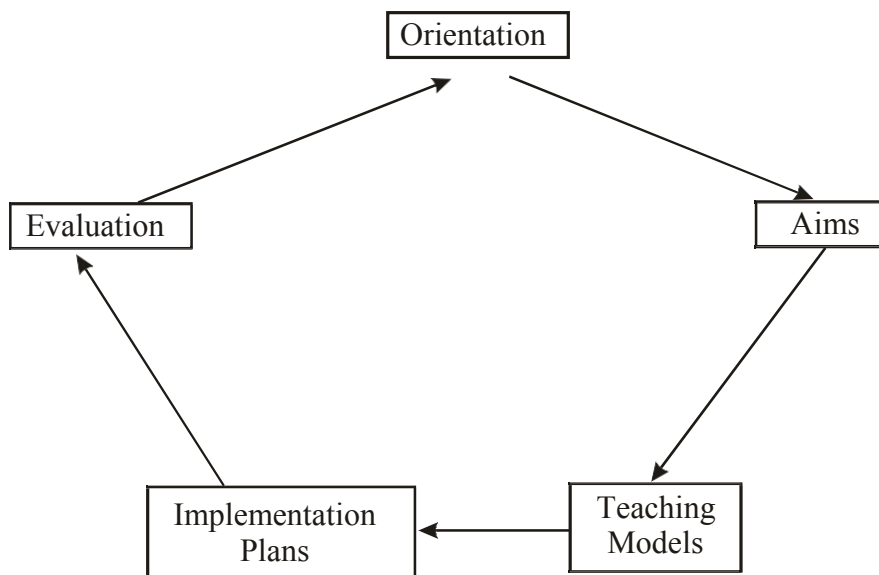 Orientation
Evaluation
Aims
Implementation
Plans
Teaching
Models